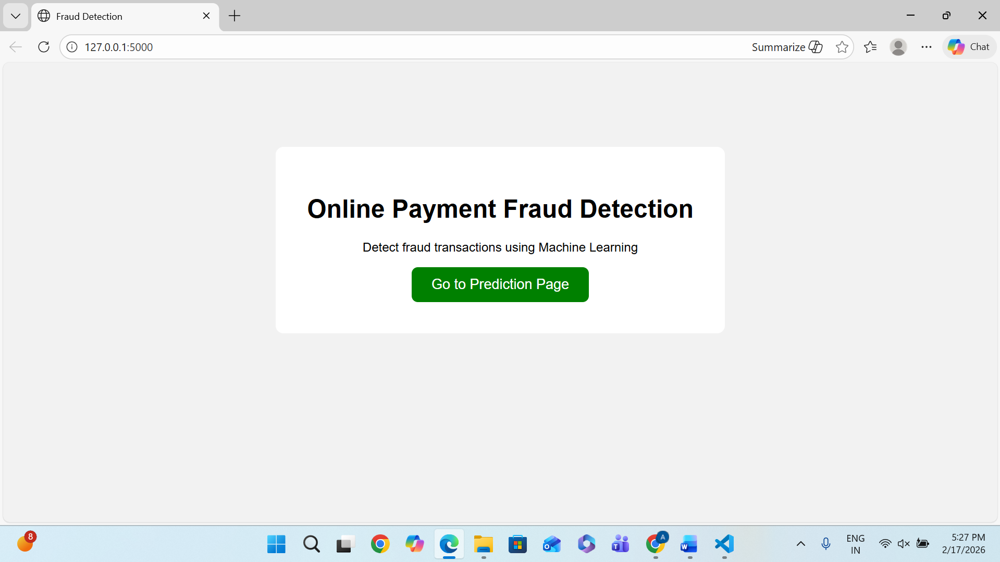 Fraud Detection
127.0.0.1:5000
Summarize
Chat
Online Payment Fraud Detection
Detect fraud transactions using Machine Learning
Go to Prediction Page
8
A
ENG
IN
5:27 PM
2/17/2026